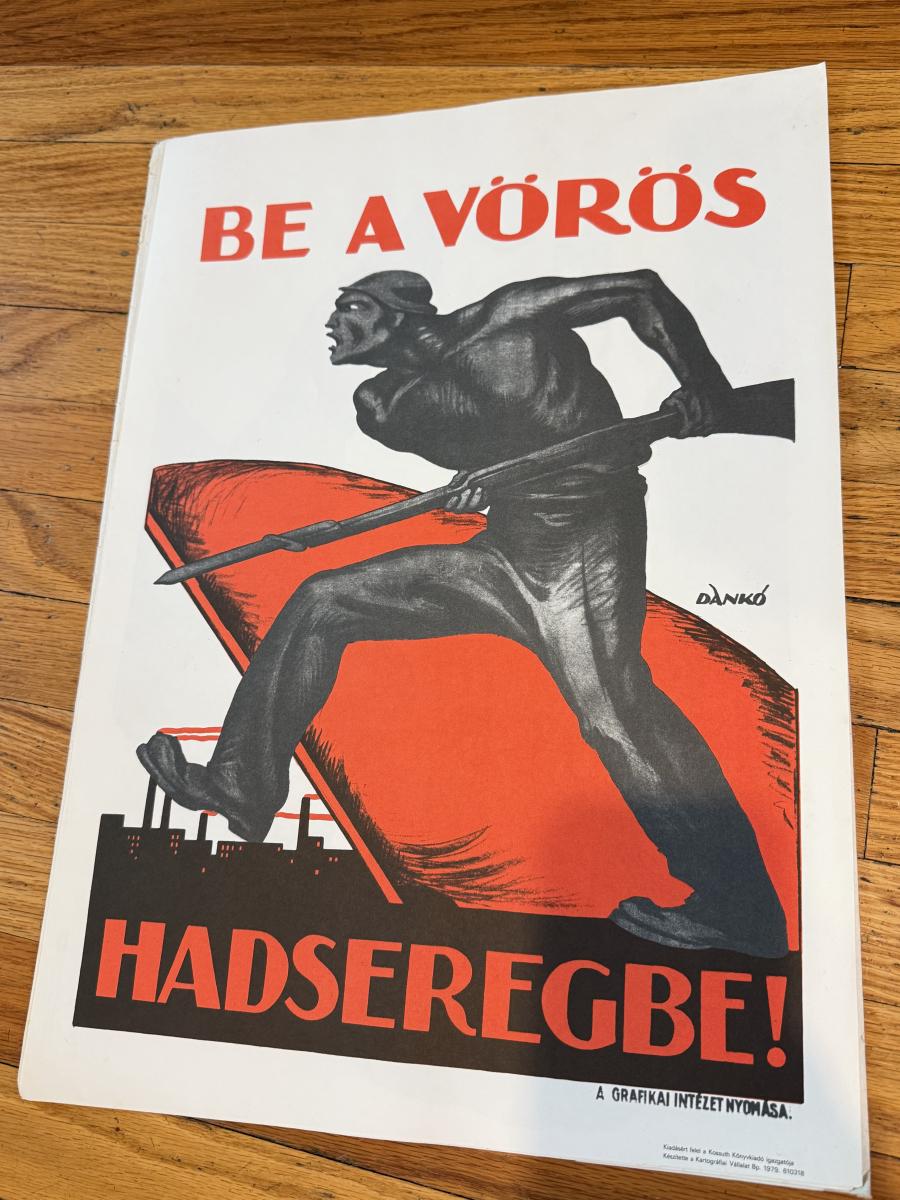 BE A VÖRÖS
DANKÓ
HADSEREGBE!
A GRAFIKAI INTÉZET NYOMÁSA.
Kiadásért felel a Kossuth Könyvkiadó igazgatója
Készítette a Kartográfiai Vállalat Bp. 1979. 810318